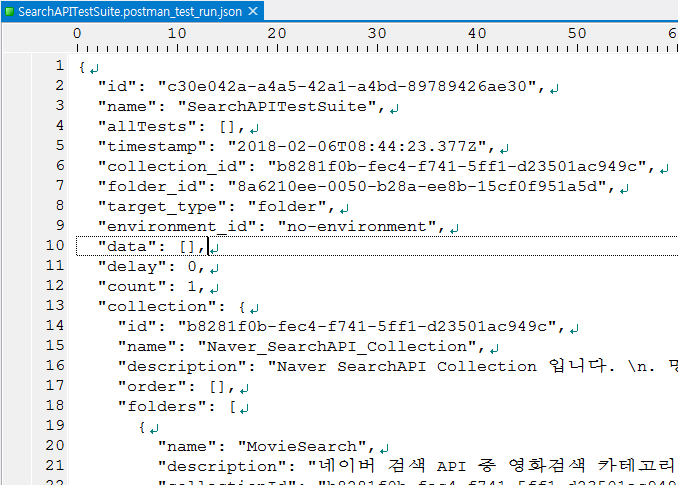 SearchAPITestSuite.postman_test_run.json
0 10 20 30 40 50 60
1 {
2 "id": "c30e042a-a4a5-42a1-a4bd-89789426ae30",
3 "name": "SearchAPITestSuite",
4 "allTests": [],
5 "timestamp": "2018-02-06T08:44:23.377Z",
6 "collection_id": "b8281f0b-fec4-f741-5ff1-d23501ac949c",
7 "folder_id": "8a6210ee-0050-b28a-ee8b-15cf0f951a5d",
8 "target_type": "folder",
9 "environment_id": "no-environment",
10 "data": [],
11 "delay": 0,
12 "count": 1,
13 "collection": {
14 "id": "b8281f0b-fec4-f741-5ff1-d23501ac949c",
15 "name": "Naver_SearchAPI_Collection",
16 "description": "Naver SearchAPI Collection 입니다. \n.
17 "order": [],
18 "folders": [
19 {
20 "name": "MovieSearch",
21 "description": "네이버 검색 API 중 영화검색 카테고리